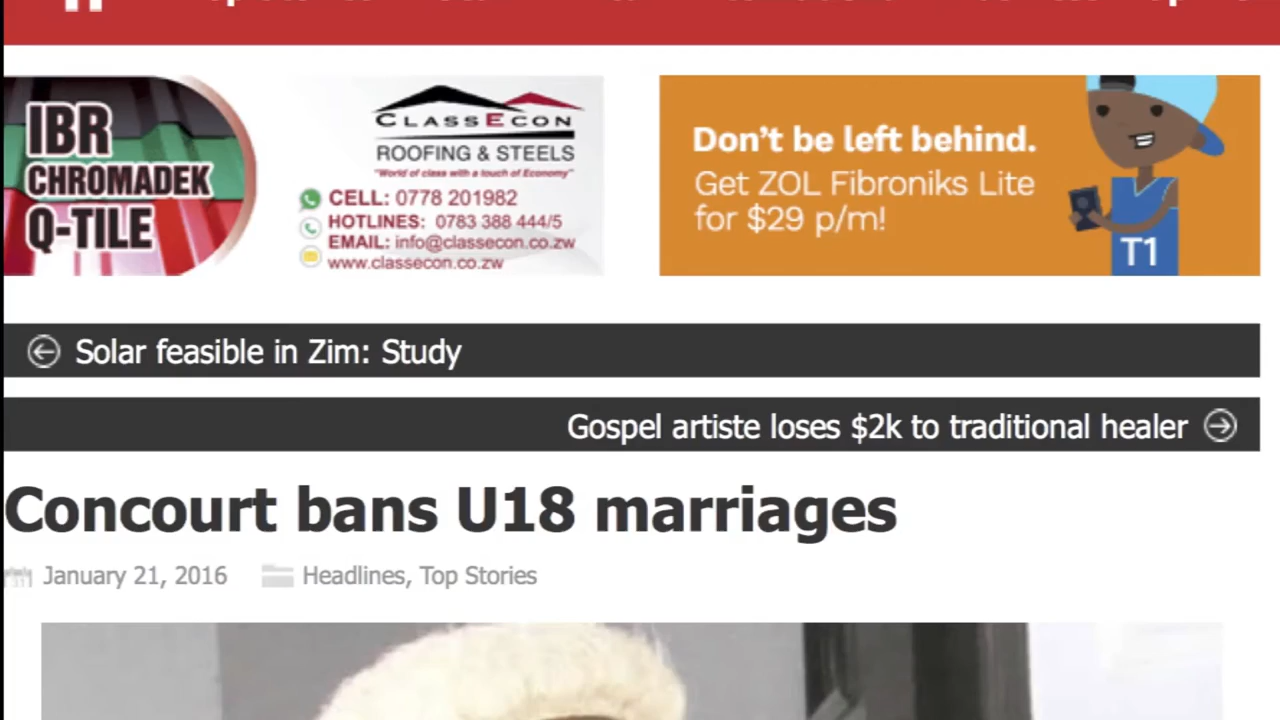 IBR
CHROMADEK
Q-TILE
CLASSECON
ROOFING & STEELS
"World of class with a touch of Economy"
CELL: 0778 201982
HOTLINES: 0783 388 444/5
EMAIL: info@classecon.co.zw
www.classecon.co.zw
Don't be left behind.
Get ZOL Fibroniks Lite
for $29 p/m!
T1
Solar feasible in Zim: Study
Gospel artiste loses $2k to traditional healer
Concourt bans U18 marriages
January 21, 2016 Headlines, Top Stories